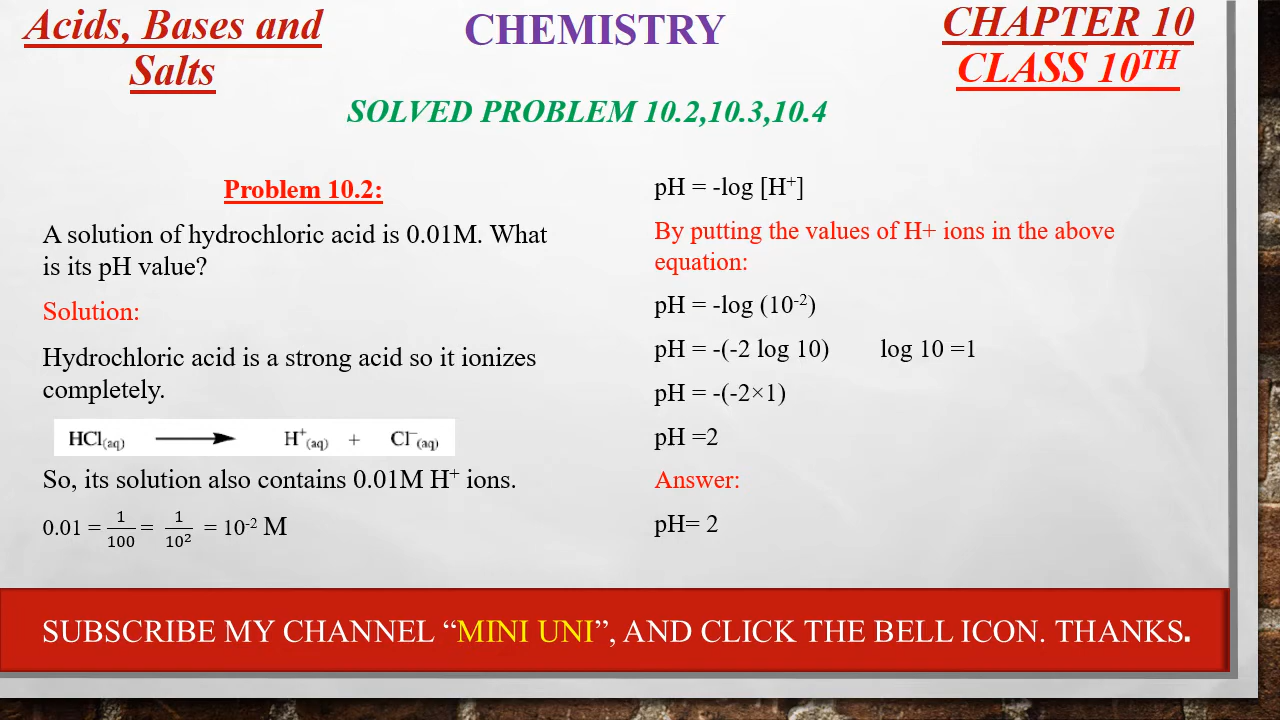 Acids, Bases and
Salts
CHEMISTRY
CHAPTER 10
CLASS 10TH
SOLVED PROBLEM 10.2,10.3,10.4
Problem 10.2:
A solution of hydrochloric acid is 0.01M. What
is its pH value?
Solution:
Hydrochloric acid is a strong acid so it ionizes
completely.
HCl(aq) ⟶ H⁺(aq) + Cl⁻(aq)
So, its solution also contains 0.01M H⁺ ions.
0.01 = 1/100 = 1/10² = 10⁻² M
pH = -log [H⁺]
By putting the values of H+ ions in the above
equation:
pH = -log (10⁻²)
pH = -(-2 log 10) log 10 =1
pH = -(-2×1)
pH =2
Answer:
pH= 2
SUBSCRIBE MY CHANNEL “MINI UNI”, AND CLICK THE BELL ICON. THANKS.